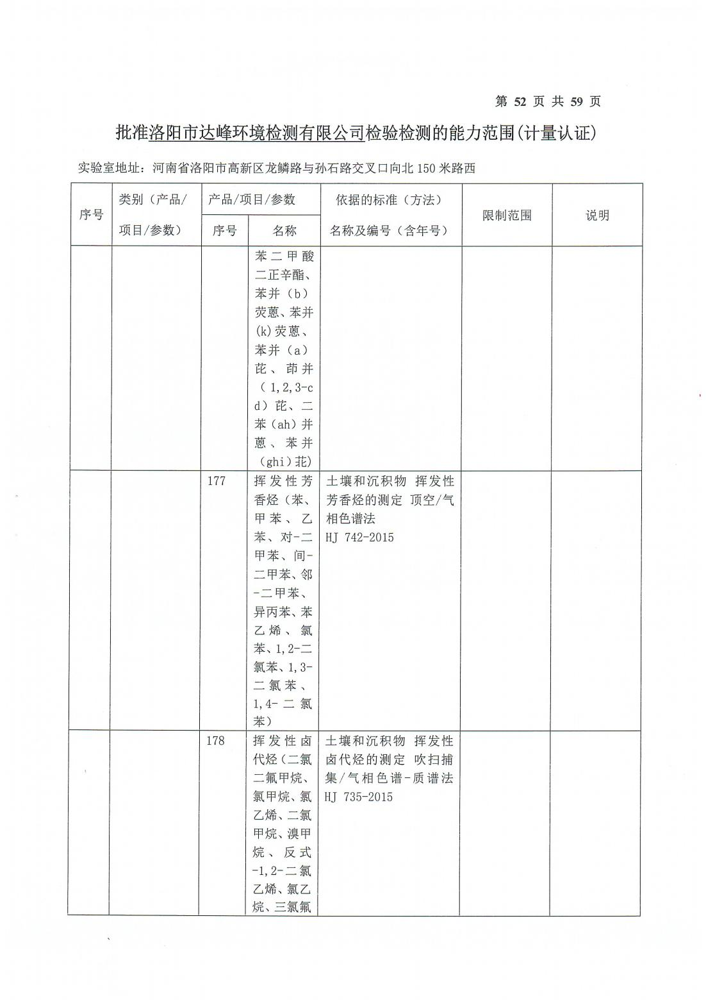 第 52 页 共 59 页
批准洛阳市达峰环境检测有限公司检验检测的能力范围(计量认证)
实验室地址：河南省洛阳市高新区龙鳞路与孙石路交叉口向北 150 米路西
序号
类别（产品/
项目/参数）
产品/项目/参数
序号
名称
依据的标准（方法）
名称及编号（含年号）
限制范围
说明
苯二甲酸
二正辛酯、
苯并（b）
荧蒽、苯并
(k)荧蒽、
苯并（a）
芘、茚并
（1,2,3-c
d）芘、二
苯（ah）并
蒽、苯并
（ghi）苝)
177
挥发性芳
香烃（苯、
甲苯、乙
苯、对-二
甲苯、间-
二甲苯、邻
-二甲苯、
异丙苯、苯
乙烯、氯
苯、1,2-二
氯苯、1,3-
二氯苯、
1,4-二氯
苯）
土壤和沉积物 挥发性
芳香烃的测定 顶空/气
相色谱法
HJ 742-2015
178
挥发性卤
代烃（二氯
二氟甲烷、
氯甲烷、氯
乙烯、二氯
甲烷、溴甲
烷、反式
-1,2-二氯
乙烯、氯乙
烷、三氯氟
土壤和沉积物 挥发性
卤代烃的测定 吹扫捕
集/气相色谱-质谱法
HJ 735-2015